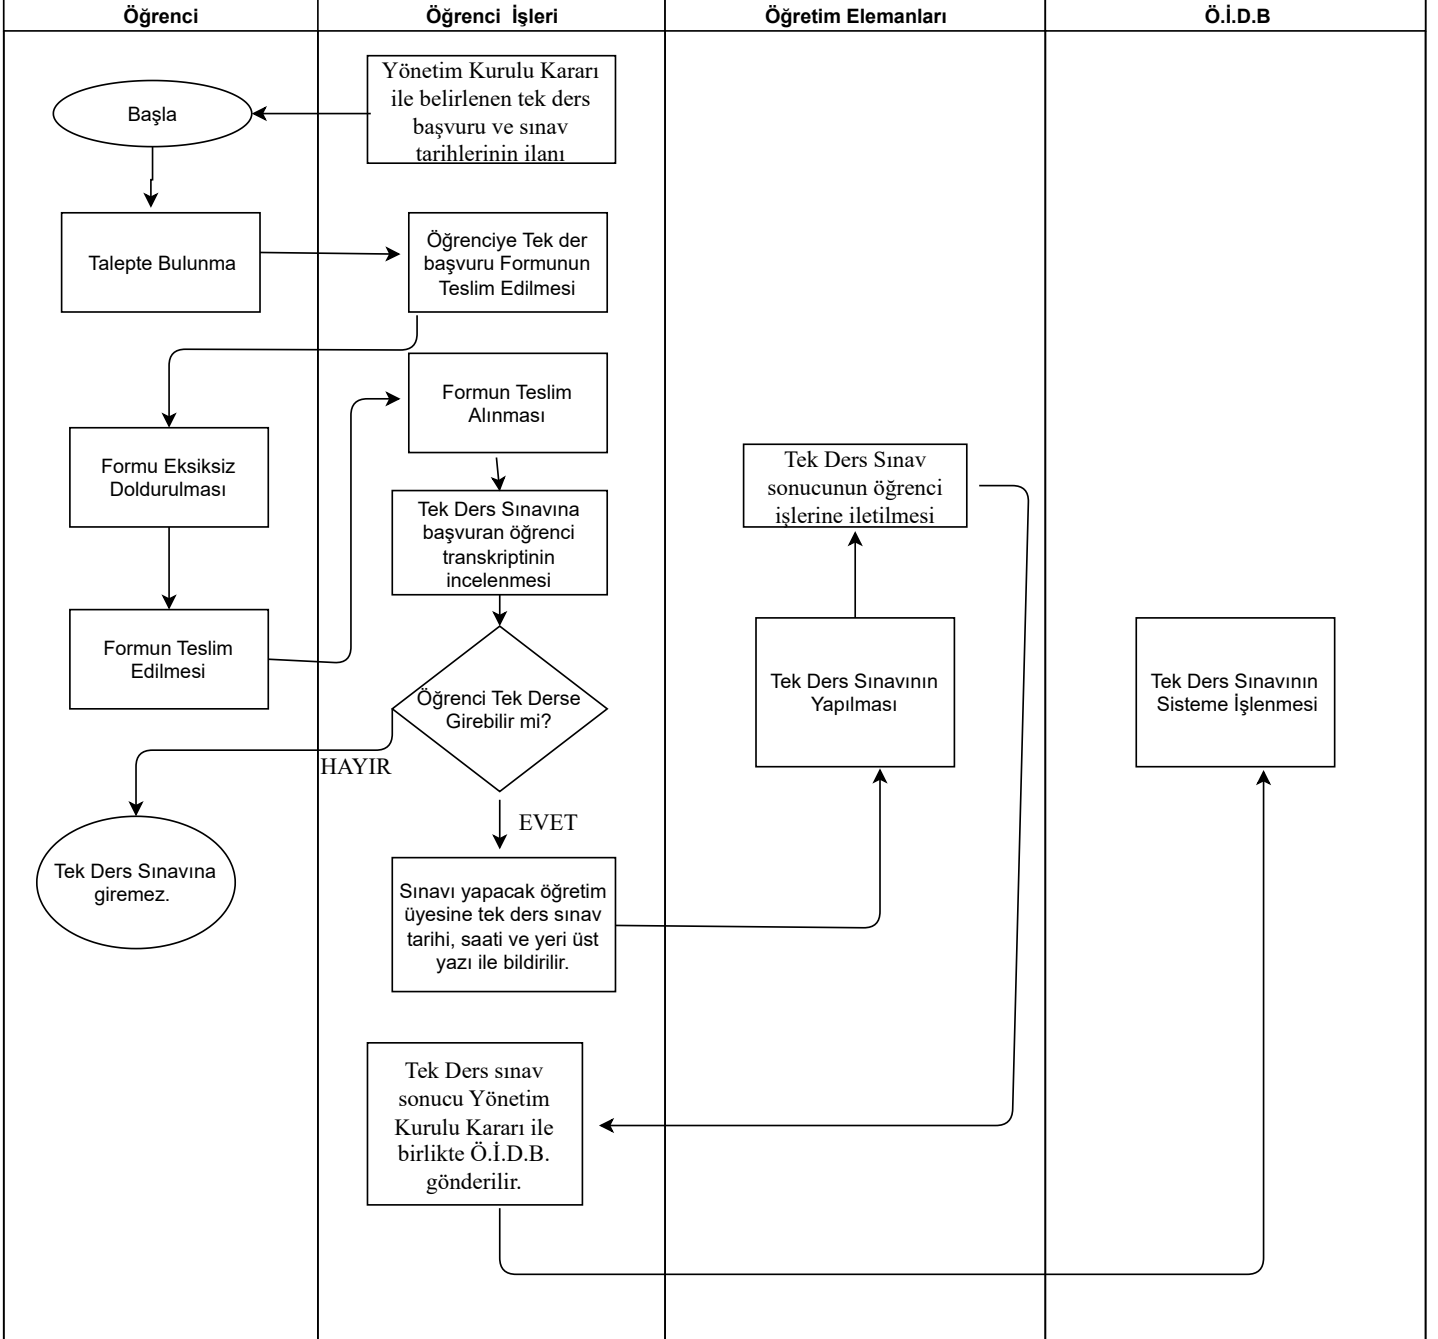 Öğrenci
Öğrenci İşleri
Öğretim Elemanları
Ö.İ.D.B
Yönetim Kurulu Kararı
ile belirlenen tek ders
başvuru ve sınav
tarihlerinin ilanı
Başla
Talepte Bulunma
Öğrenciye Tek der
başvuru Formunun
Teslim Edilmesi
Formun Teslim
Alınması
Formu Eksiksiz
Doldurulması
Tek Ders Sınav
sonucunun öğrenci
işlerine iletilmesi
Tek Ders Sınavına
başvuran öğrenci
transkriptinin
incelenmesi
Formun Teslim
Edilmesi
Öğrenci Tek Derse
Girebilir mi?
Tek Ders Sınavının
Yapılması
Tek Ders Sınavının
Sisteme İşlenmesi
HAYIR
EVET
Tek Ders Sınavına
giremez.
Sınavı yapacak öğretim
üyesine tek ders sınav
tarihi, saati ve yeri üst
yazı ile bildirilir.
Tek Ders sınav
sonucu Yönetim
Kurulu Kararı ile
birlikte Ö.İ.D.B.
gönderilir.